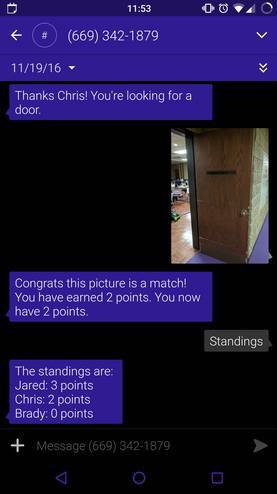 11:53
#
(669) 342-1879
11/19/16
Thanks Chris! You're looking for a
door.
Congrats this picture is a match!
You have earned 2 points. You now
have 2 points.
Standings
The standings are:
Jared: 3 points
Chris: 2 points
Brady: 0 points
Message (669) 342-1879